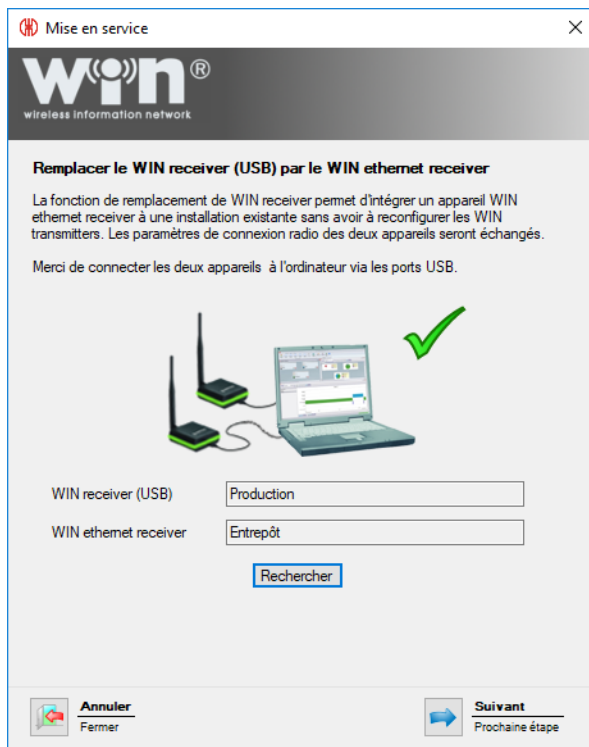 Mise en service
WIN®
wireless information network
Remplacer le WIN receiver (USB) par le WIN ethernet receiver
La fonction de remplacement de WIN receiver permet d'intégrer un appareil WIN
ethernet receiver à une installation existante sans avoir à reconfigurer les WIN
transmitters. Les paramètres de connexion radio des deux appareils seront échangés.
Merci de connecter les deux appareils à l'ordinateur via les ports USB.
WIN receiver (USB)
Production
WIN ethernet receiver
Entrepôt
Rechercher
Annuler
Fermer
Suivant
Prochaine étape